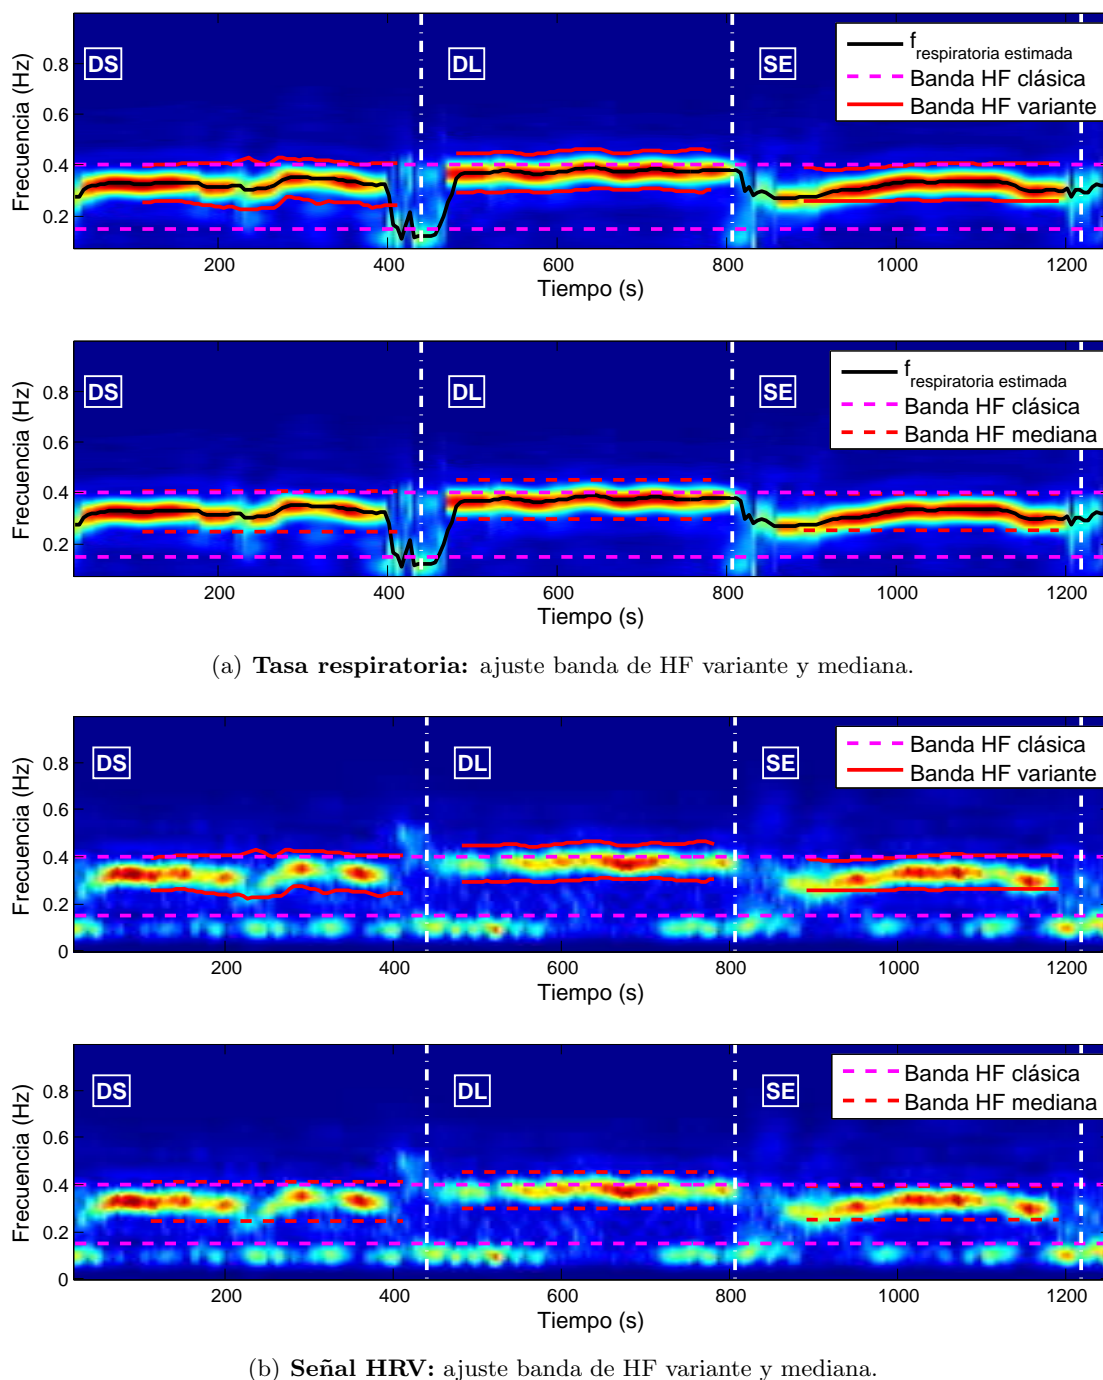 0.8
0.6
0.4
0.2
Frecuencia (Hz)
DS
DL
SE
f respiratoria estimada
Banda HF clásica
Banda HF variante
200
400
600
800
1000
1200
Tiempo (s)
0.8
0.6
0.4
0.2
Frecuencia (Hz)
DS
DL
SE
f respiratoria estimada
Banda HF clásica
Banda HF mediana
200
400
600
800
1000
1200
Tiempo (s)
(a) Tasa respiratoria: ajuste banda de HF variante y mediana.
0.8
0.6
0.4
0.2
0
Frecuencia (Hz)
DS
DL
SE
Banda HF clásica
Banda HF variante
200
400
600
800
1000
1200
Tiempo (s)
0.8
0.6
0.4
0.2
0
Frecuencia (Hz)
DS
DL
SE
Banda HF clásica
Banda HF mediana
200
400
600
800
1000
1200
Tiempo (s)
(b) Señal HRV: ajuste banda de HF variante y mediana.